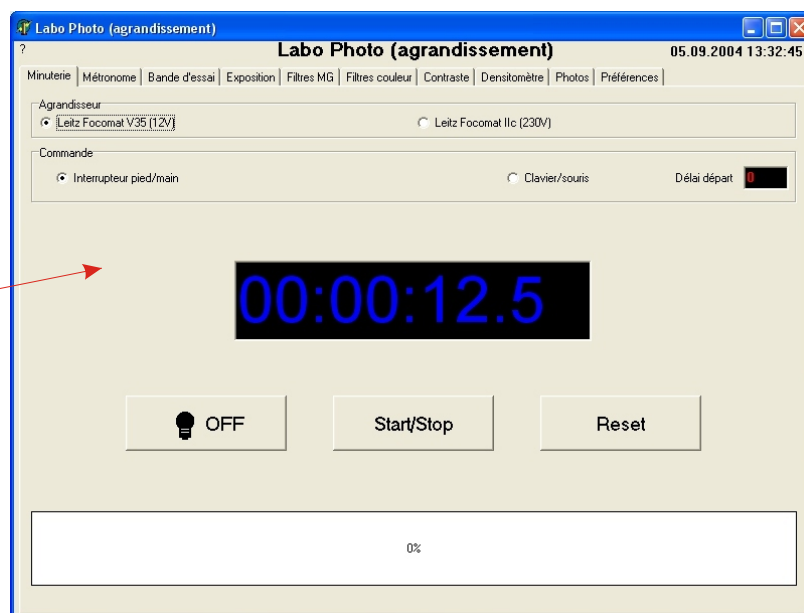 Labo Photo (agrandissement)
? Labo Photo (agrandissement) 05.09.2004 13:32:45
Minuterie Métronome Bande d'essai Exposition Filtres MG Filtres couleur Contraste Densitomètre Photos Préférences
Agrandisseur
Leitz Focomat V35 (12V) Leitz Focomat IIc (230V)
Commande
Interrupteur pied/main Clavier/souris Délai départ 0
00:00:12.5
OFF Start/Stop Reset
0%